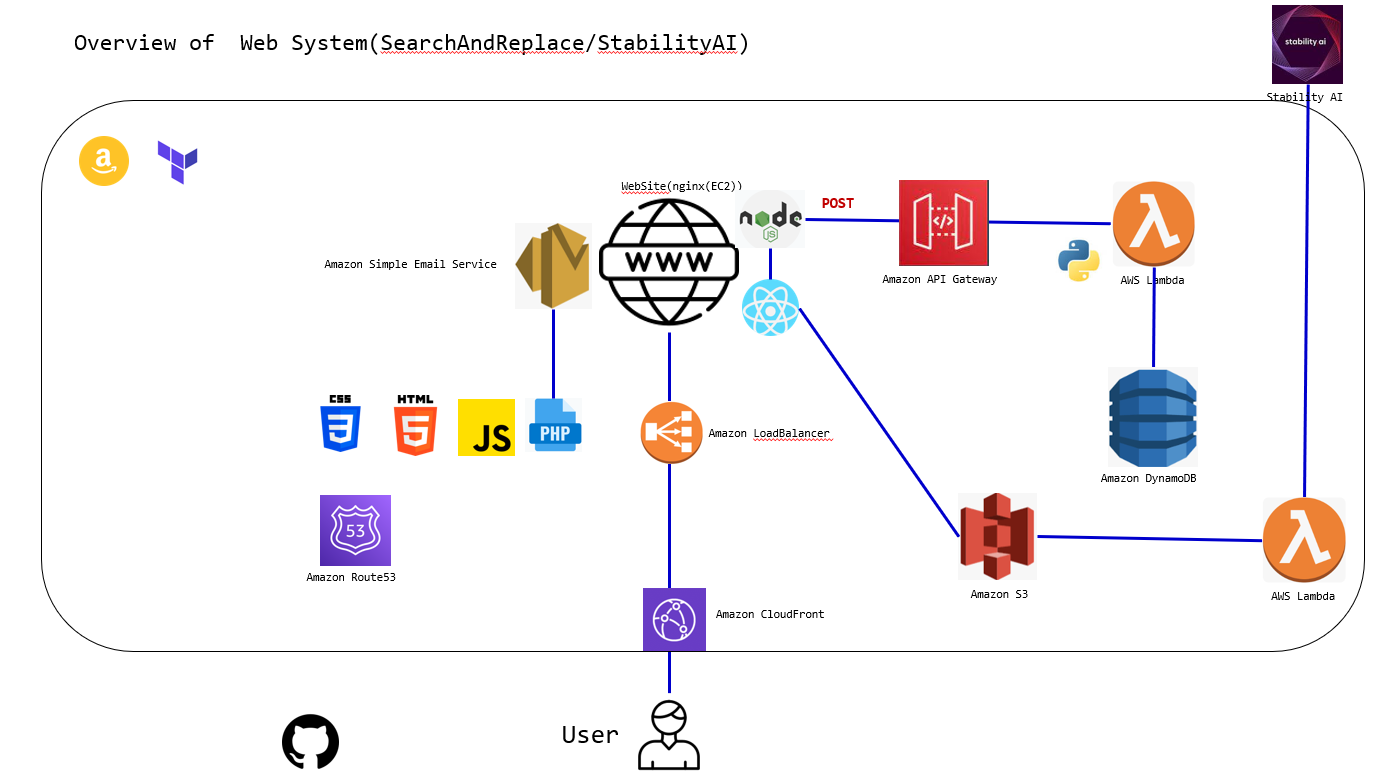 Overview of Web System(SearchAndReplace/StabilityAI)
stability ai
Stability AI
a
WebSite(nginx(EC2))
node
JS
POST
WWW
Amazon Simple Email Service
</>
Amazon API Gateway
AWS Lambda
CSS
3
HTML
5
JS
PHP
Amazon LoadBalancer
Amazon DynamoDB
53
Amazon Route53
Amazon S3
AWS Lambda
Amazon CloudFront
User